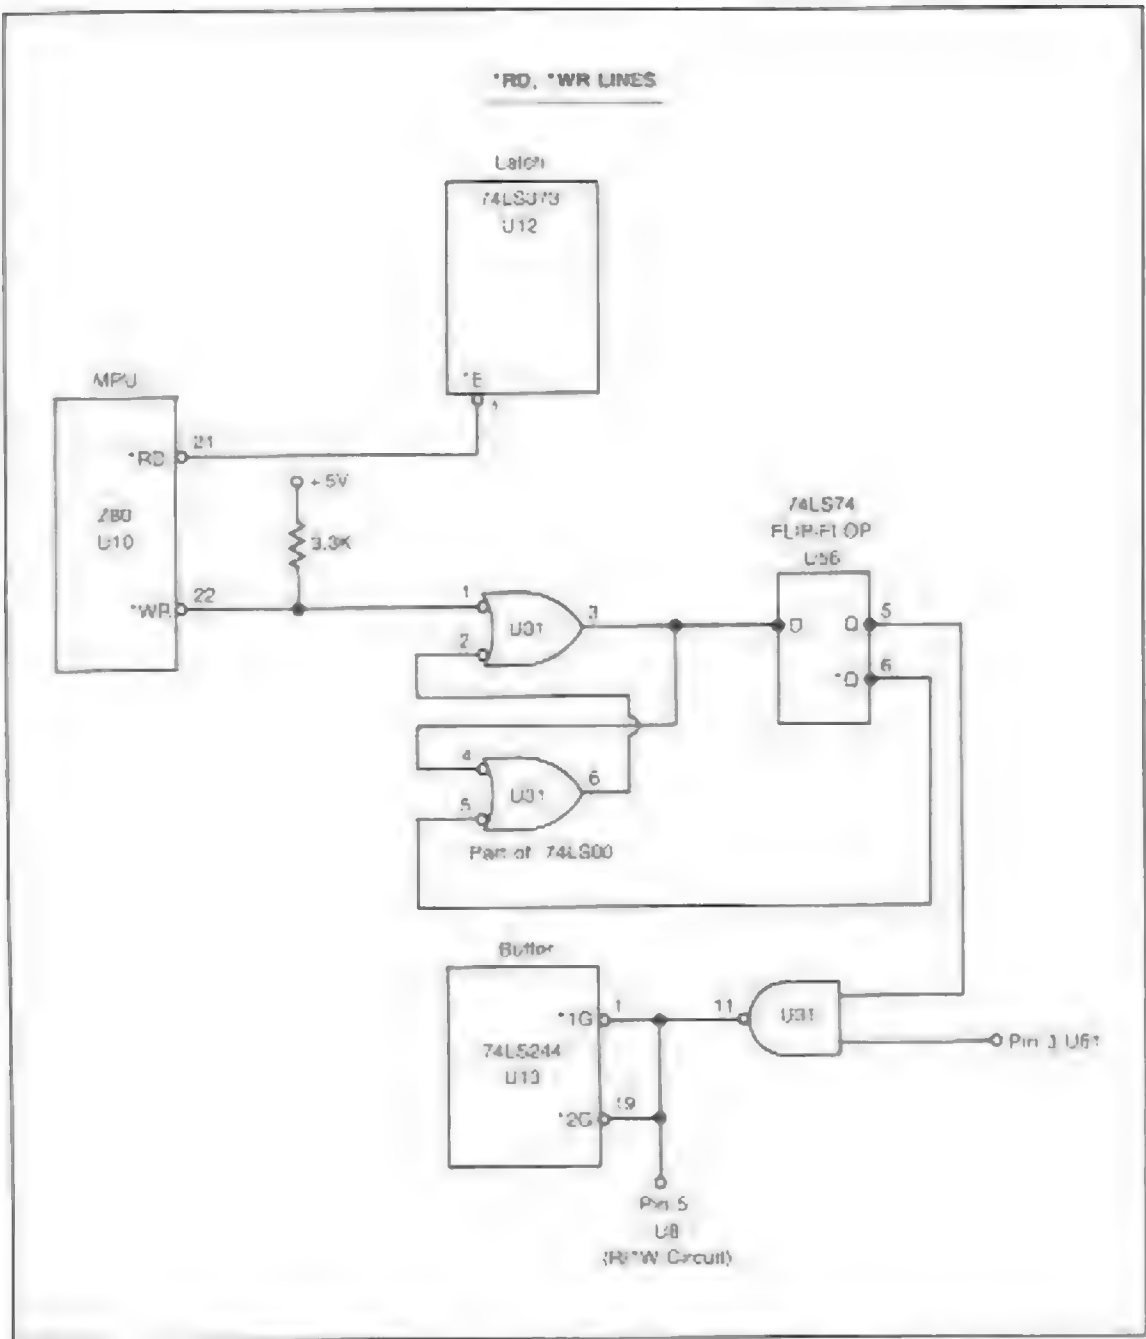 *RD, *WR LINES
Latch
74LS373
U12
*E
1
MPU
*RD
21
Z80
U10
*WR
22
+5V
3.3K
1
2
U31
3
4
5
U31
6
Part of 74LS00
74LS74
FLIP-FLOP
U56
D
Q
5
*Q
6
Buffer
*1G
1
74LS244
U13
*2G
19
11
U31
Pin
Pin 5
U8
(R/*W Circuit)